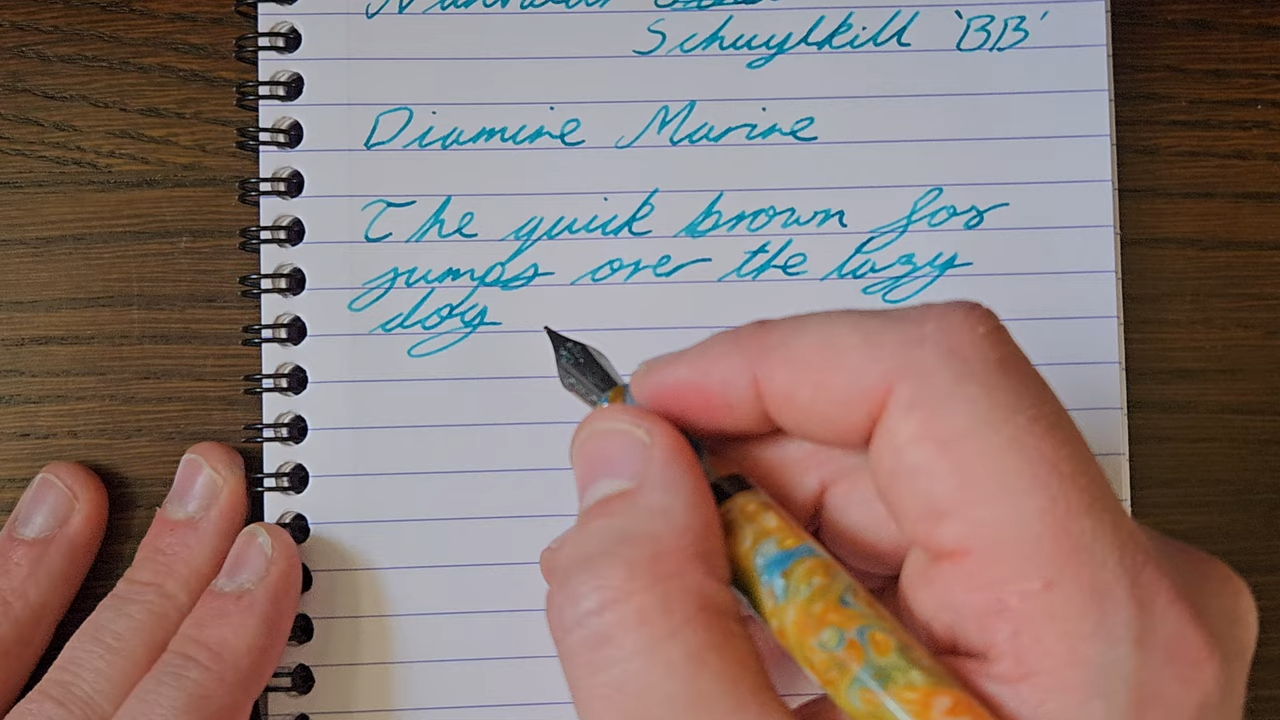 Schuylkill 'BB'
Diamine Marine
The quick brown fox
jumps over the lazy
dog